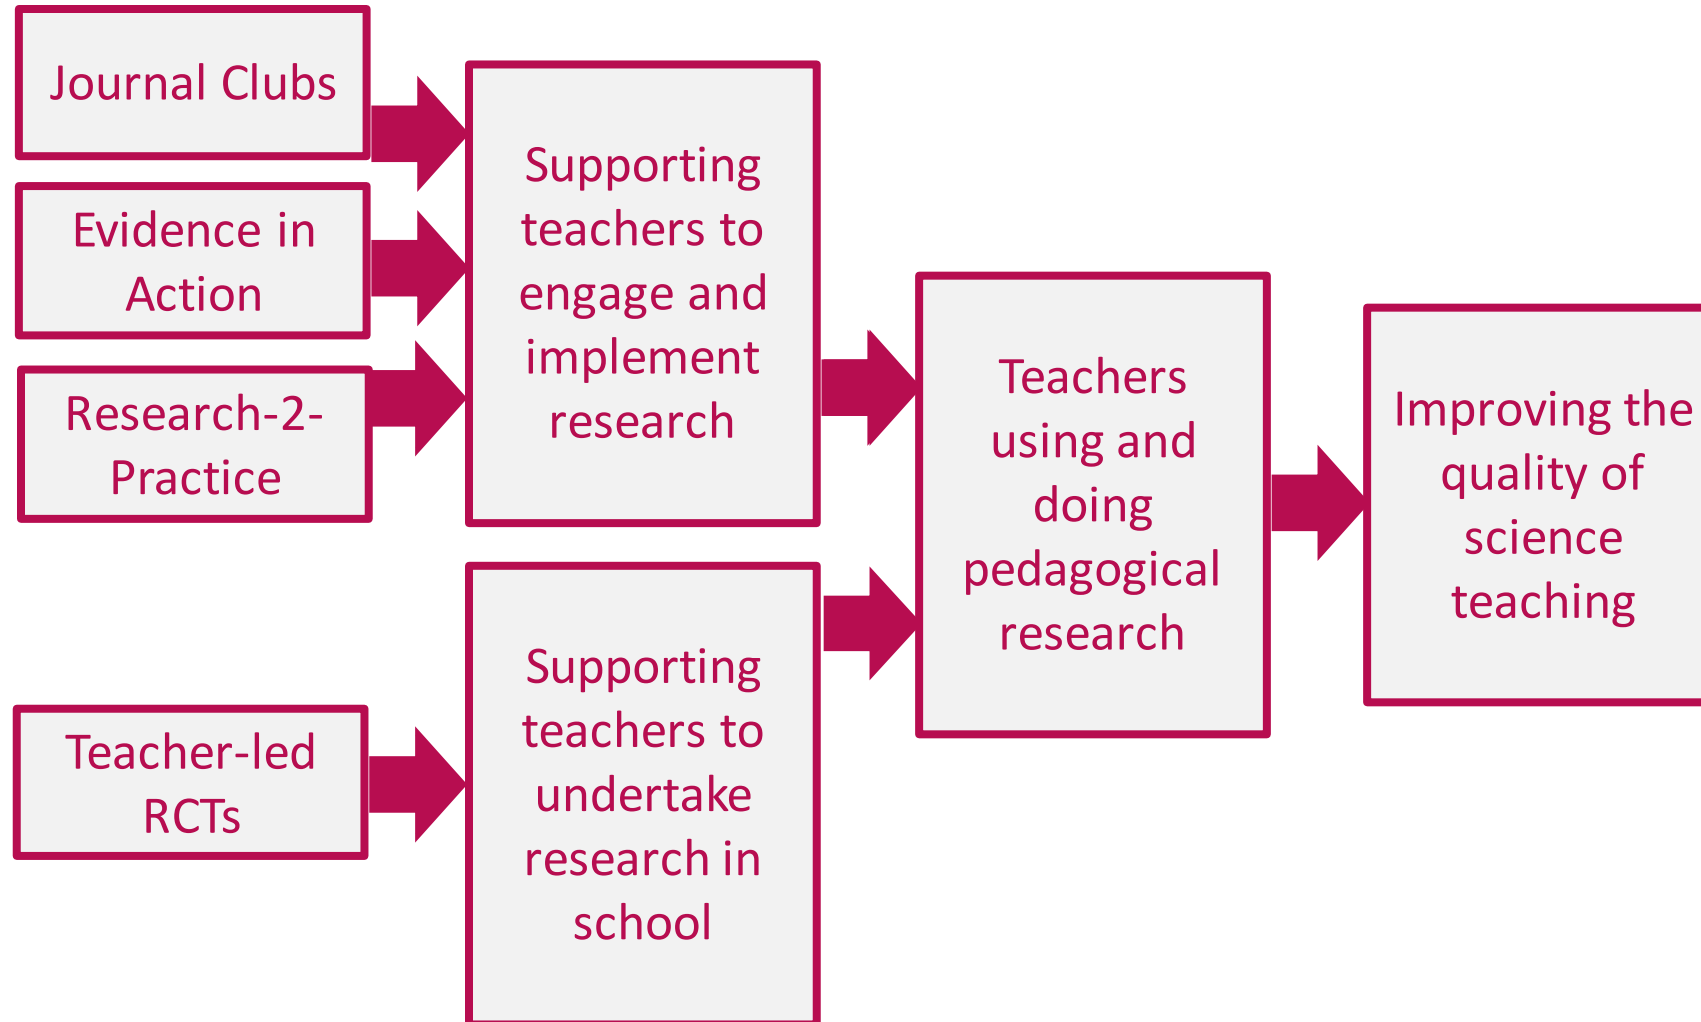 Journal Clubs
Evidence in
Action
Research-2-
Practice
Teacher-led
RCTs
Supporting
teachers to
engage and
implement
research
Supporting
teachers to
undertake
research in
school
Teachers
using and
doing
pedagogical
research
Improving the
quality of
science
teaching